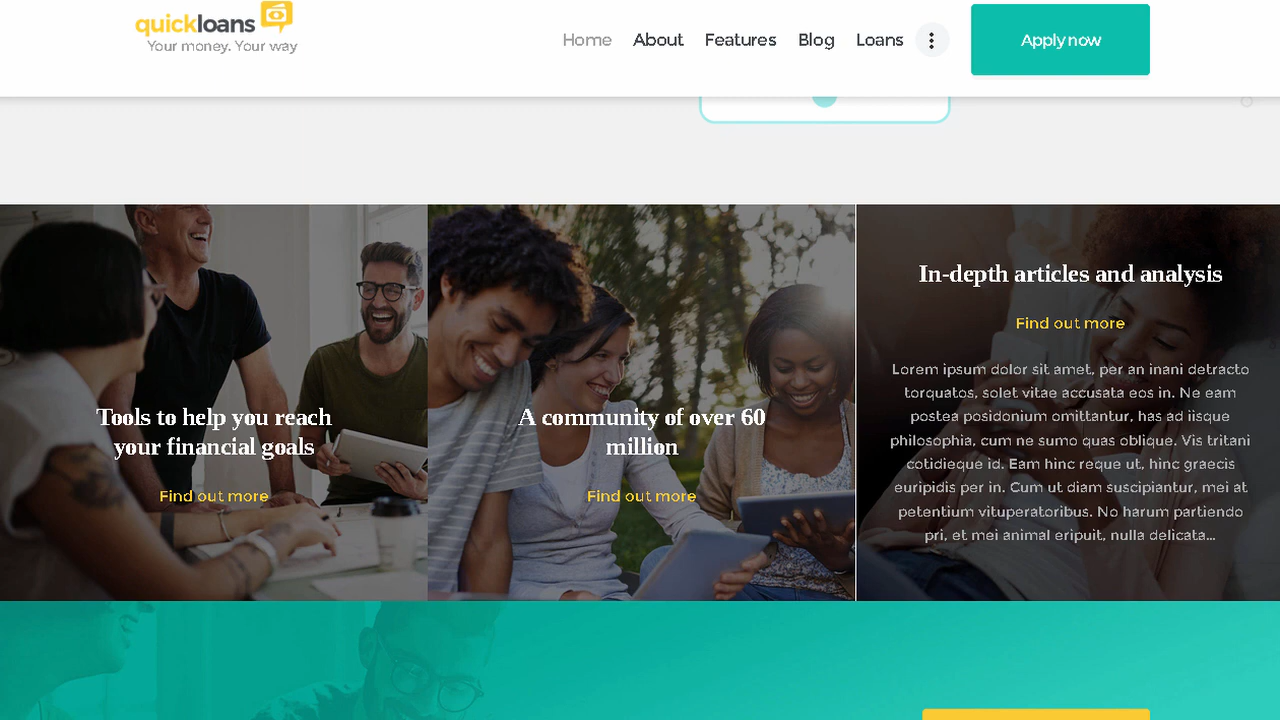 quickloans
Your money. Your way
Home About Features Blog Loans Apply now
Tools to help you reach
your financial goals
Find out more
A community of over 60
million
Find out more
In-depth articles and analysis
Find out more
Lorem ipsum dolor sit amet, per an inani detracto
torquatos, solet vitae accusata eos in. Ne eam
postea posidonium omittantur, has ad iisque
philosophia, cum ne sumo quas oblique. Vis tritani
cotidieque id. Eam hinc reque ut, hinc graecis
euripidis per in. Cum ut diam suscipiantur, mei at
petentium vituperatoribus. No harum partiendo
pri, et mei animal eripuit, nulla delicata...